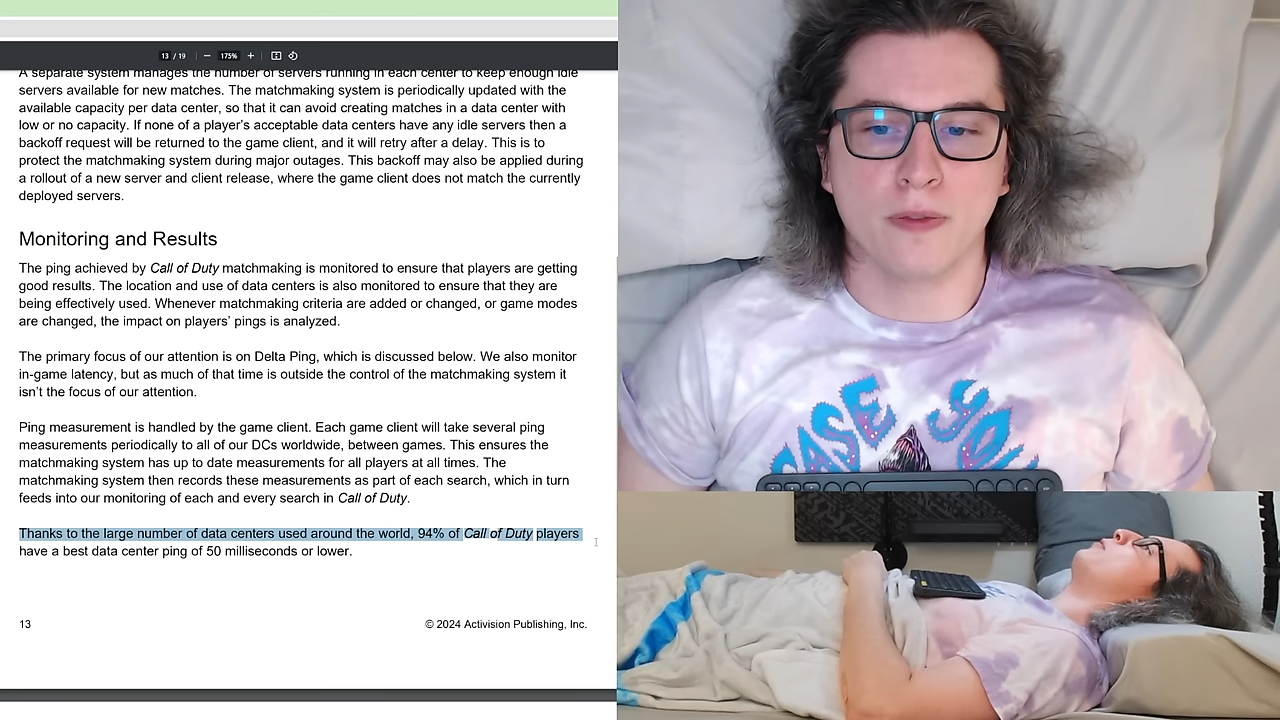 13 / 19
175%
A separate system manages the number of servers running in each center to keep enough idle
servers available for new matches. The matchmaking system is periodically updated with the
available capacity per data center, so that it can avoid creating matches in a data center with
low or no capacity. If none of a player's acceptable data centers have any idle servers then a
backoff request will be returned to the game client, and it will retry after a delay. This is to
protect the matchmaking system during major outages. This backoff may also be applied during
a rollout of a new server and client release, where the game client does not match the currently
deployed servers.
Monitoring and Results
The ping achieved by Call of Duty matchmaking is monitored to ensure that players are getting
good results. The location and use of data centers is also monitored to ensure that they are
being effectively used. Whenever matchmaking criteria are added or changed, or game modes
are changed, the impact on players' pings is analyzed.
The primary focus of our attention is on Delta Ping, which is discussed below. We also monitor
in-game latency, but as much of that time is outside the control of the matchmaking system it
isn't the focus of our attention.
Ping measurement is handled by the game client. Each game client will take several ping
measurements periodically to all of our DCs worldwide, between games. This ensures the
matchmaking system has up to date measurements for all players at all times. The
matchmaking system then records these measurements as part of each search, which in turn
feeds into our monitoring of each and every search in Call of Duty.
Thanks to the large number of data centers used around the world, 94% of Call of Duty players
have a best data center ping of 50 milliseconds or lower.
13
© 2024 Activision Publishing, Inc.